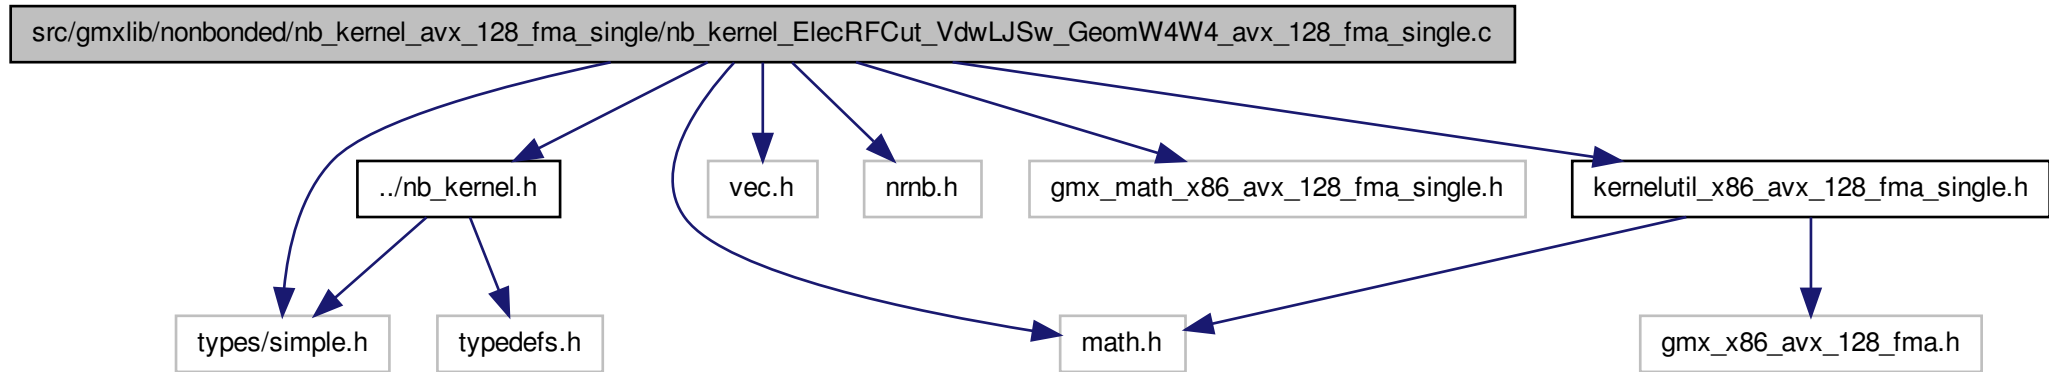 src/gmxlib/nonbonded/nb_kernel_avx_128_fma_single/nb_kernel_ElecRFCut_VdwLJSw_GeomW4W4_avx_128_fma_single.c
../nb_kernel.h
vec.h
nrnb.h
gmx_math_x86_avx_128_fma_single.h
kernelutil_x86_avx_128_fma_single.h
types/simple.h
typedefs.h
math.h
gmx_x86_avx_128_fma.h